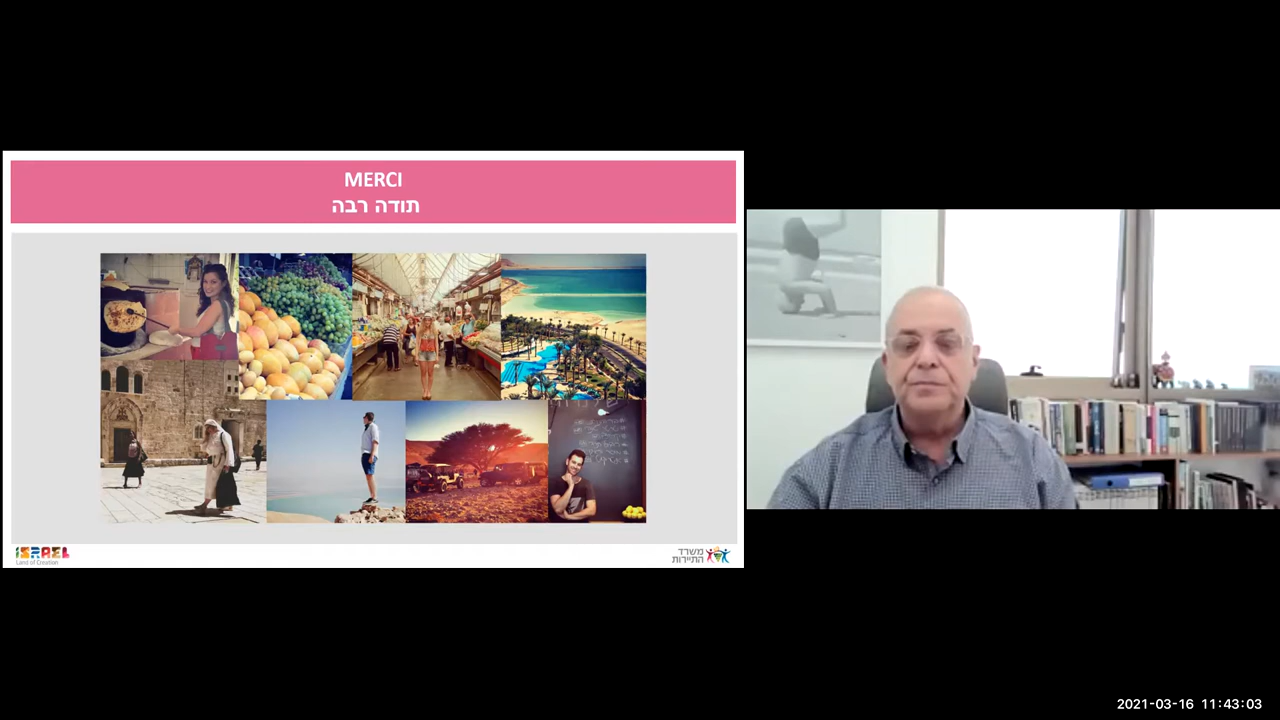 MERCI
תודה רבה
ISRAEL
Land of Creation
משרד
התיירות
2021-03-16 11:43:03